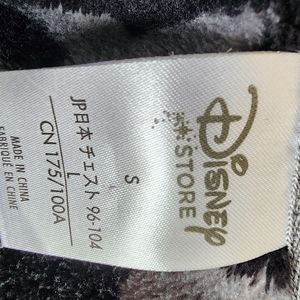 Disney
STORE
S
JP日本 チェスト 96-104
L
CN 175/100A
MADE IN CHINA
FABRIQUÉ EN CHINE